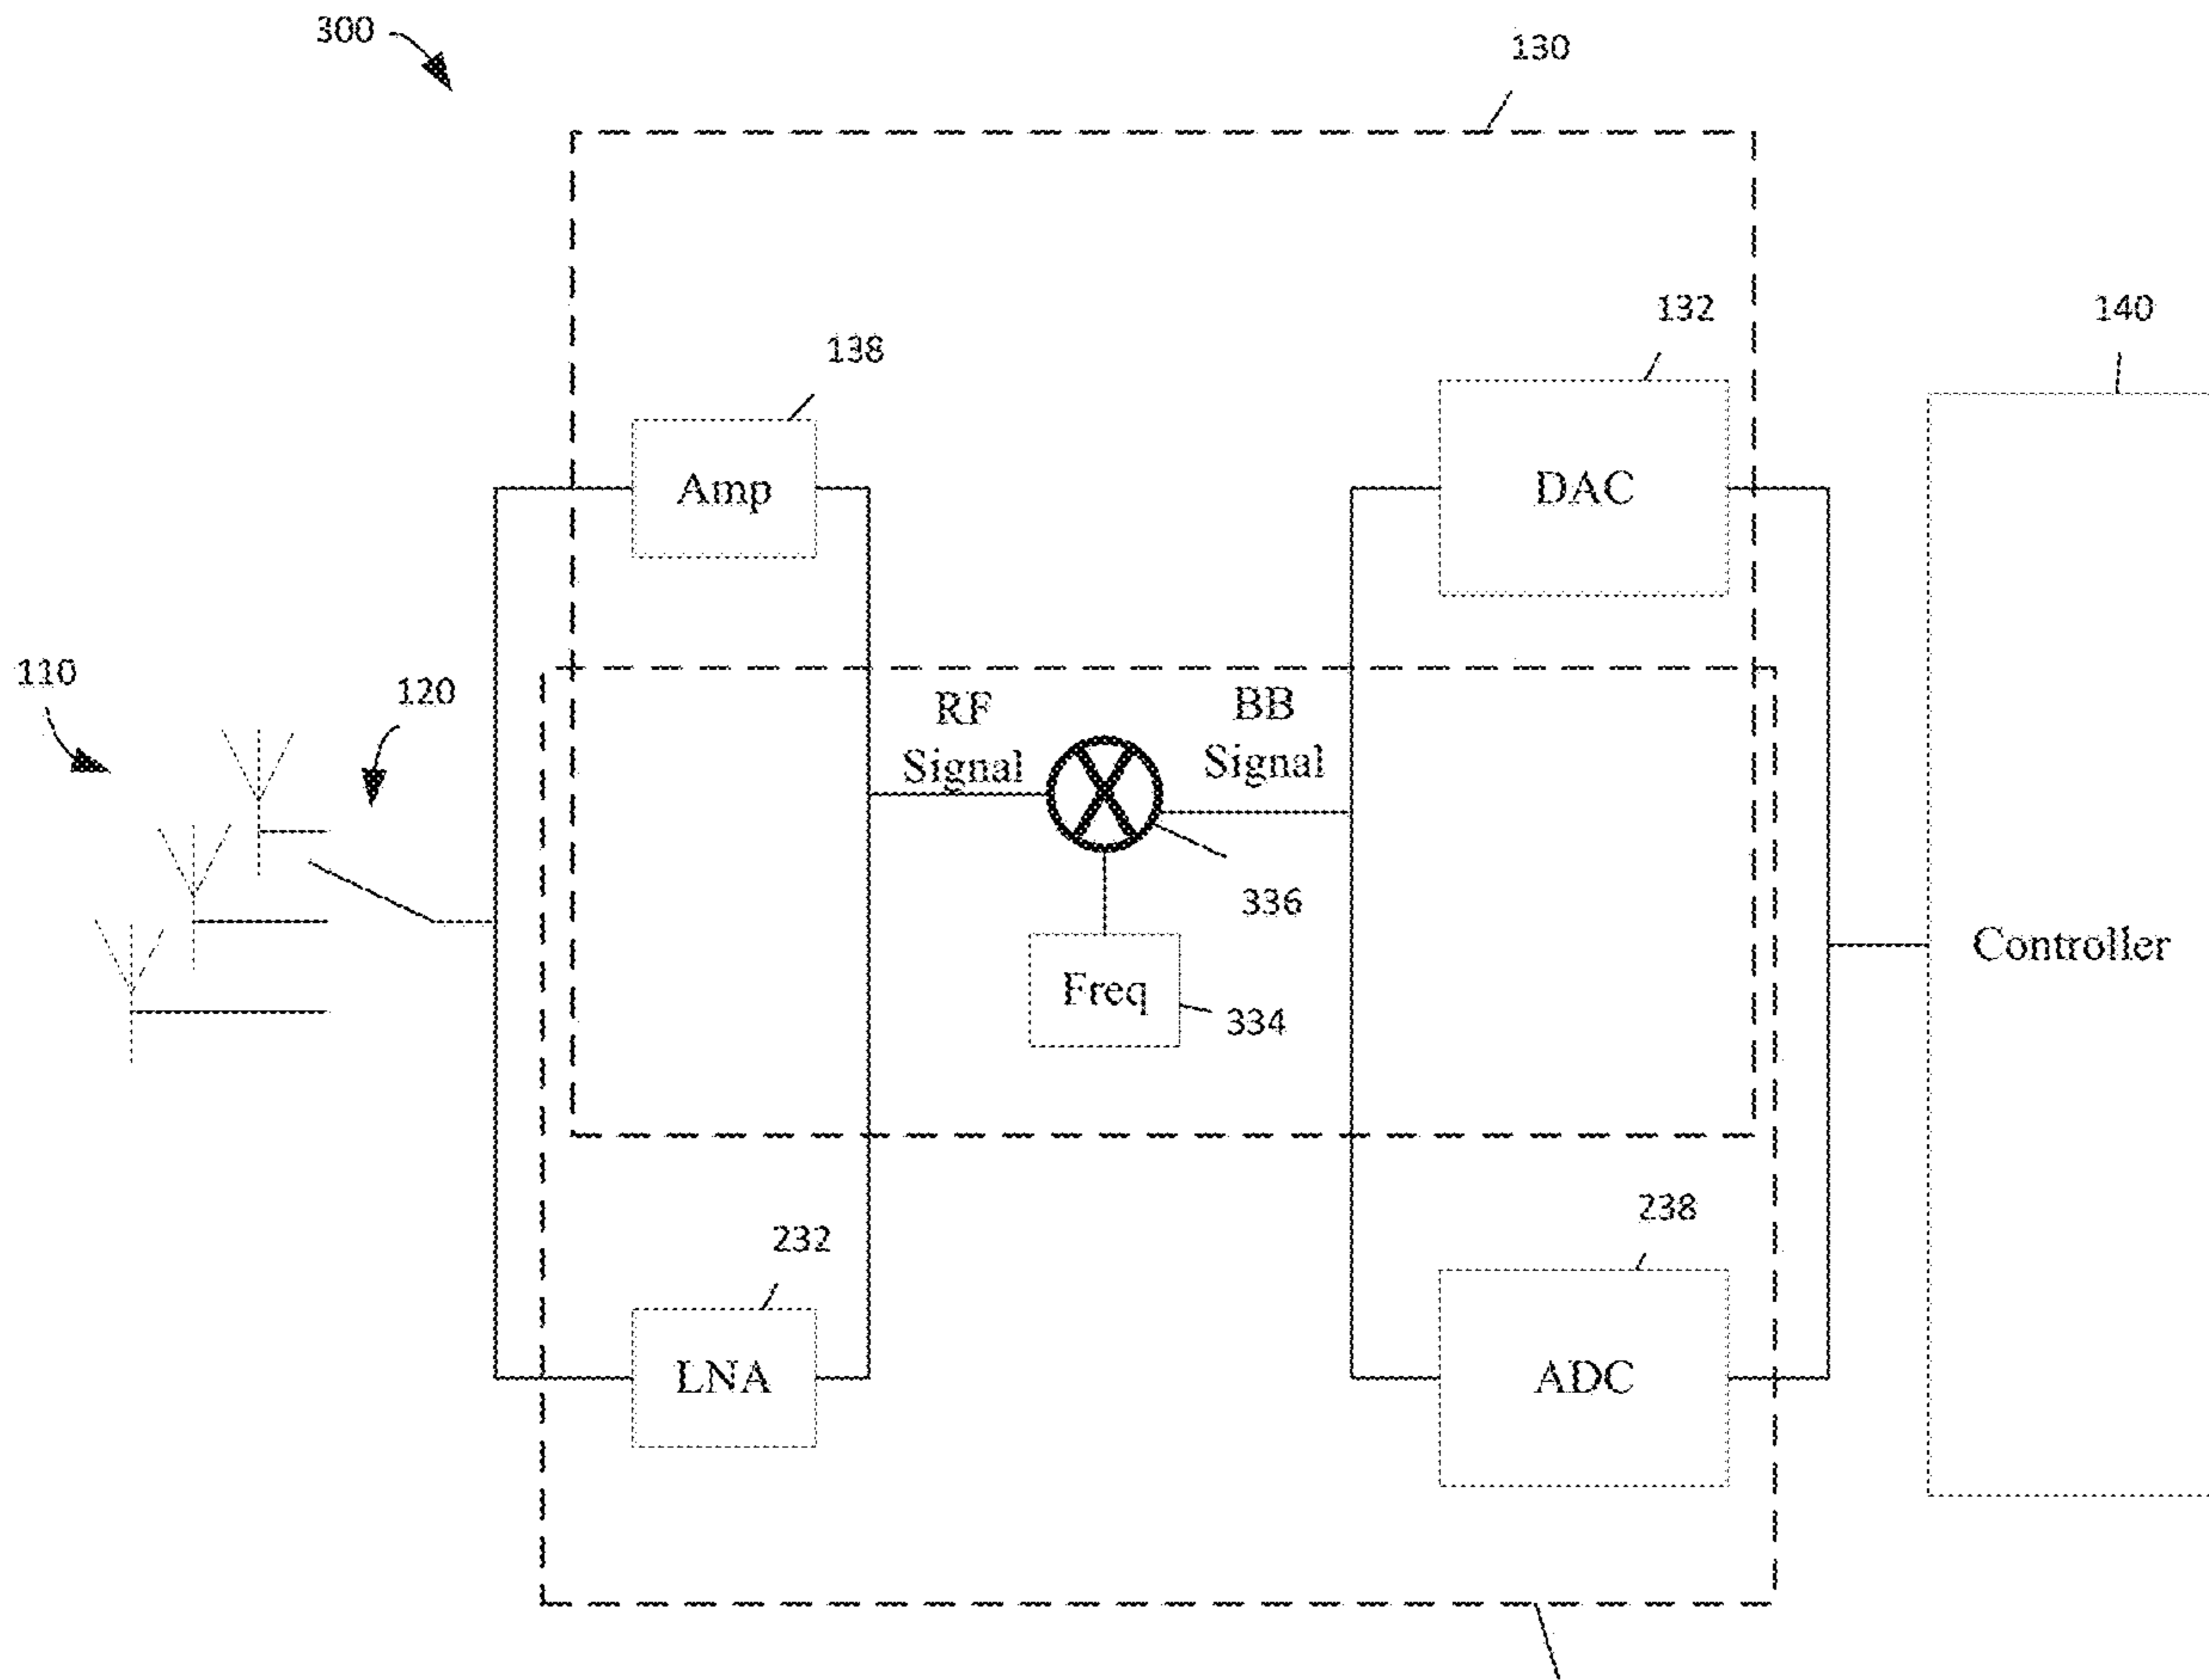 300
130
132
140
138
Amp
DAC
110
120
RF
Signal
BB
Signal
336
Freq
334
Controller
238
232
LNA
ADC